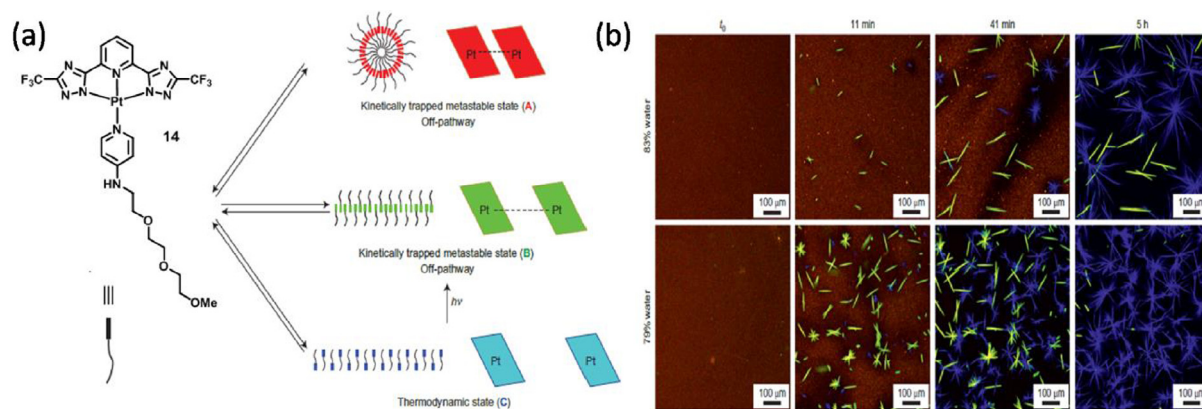 (a)
F₃C
N
N
N
N
N
N
N
CF₃
Pt
N
14
HN
O
O
O
OMe
Pt
Pt
Kinetically trapped metastable state (A)
Off-pathway
Pt
Pt
Kinetically trapped metastable state (B)
Off-pathway
hν
Pt
Pt
Thermodynamic state (C)
(b)
t₀
11 min
41 min
5 h
83% water
100 µm
100 µm
100 µm
100 µm
79% water
100 µm
100 µm
100 µm
100 µm